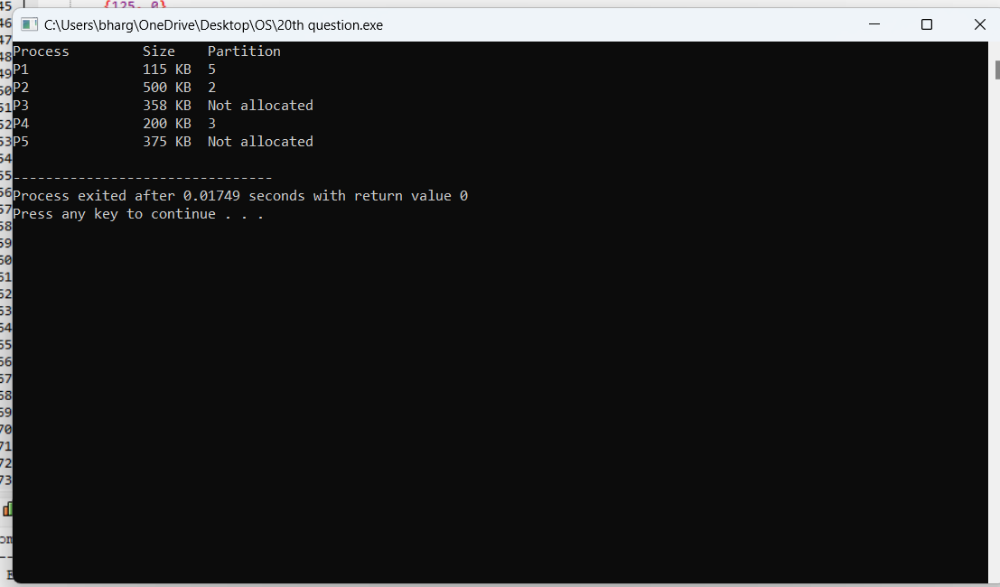 {125, 0}
C:\Users\bharg\OneDrive\Desktop\OS\20th question.exe
Process Size Partition
P1 115 KB 5
P2 500 KB 2
P3 358 KB Not allocated
P4 200 KB 3
P5 375 KB Not allocated
--------------------------------
Process exited after 0.01749 seconds with return value 0
Press any key to continue . . .